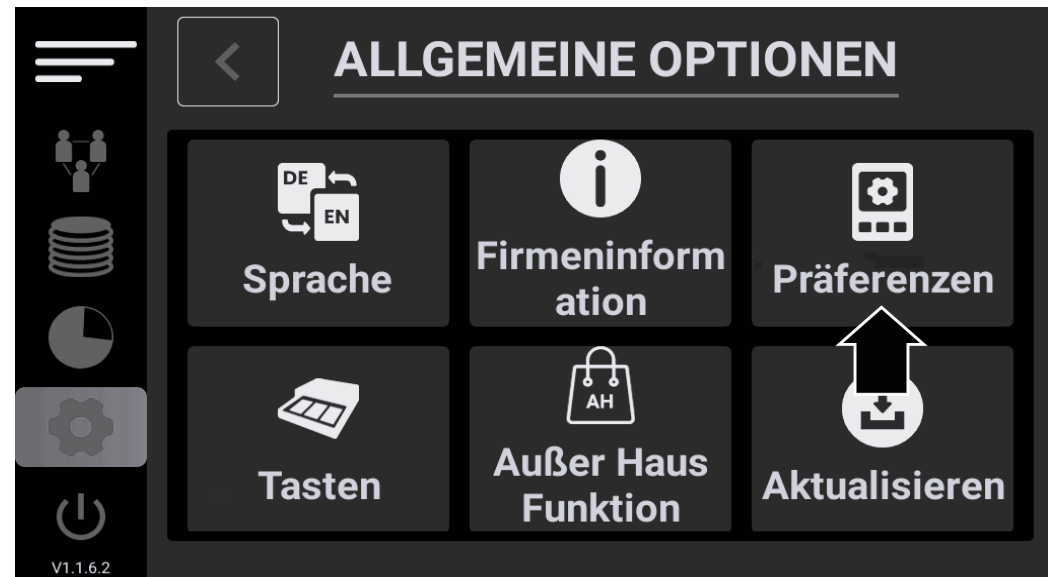 ALLGEMEINE OPTIONEN
DE
EN
Sprache
Firmeninform
ation
Präferenzen
Tasten
AH
Außer Haus
Funktion
Aktualisieren
V1.1.6.2